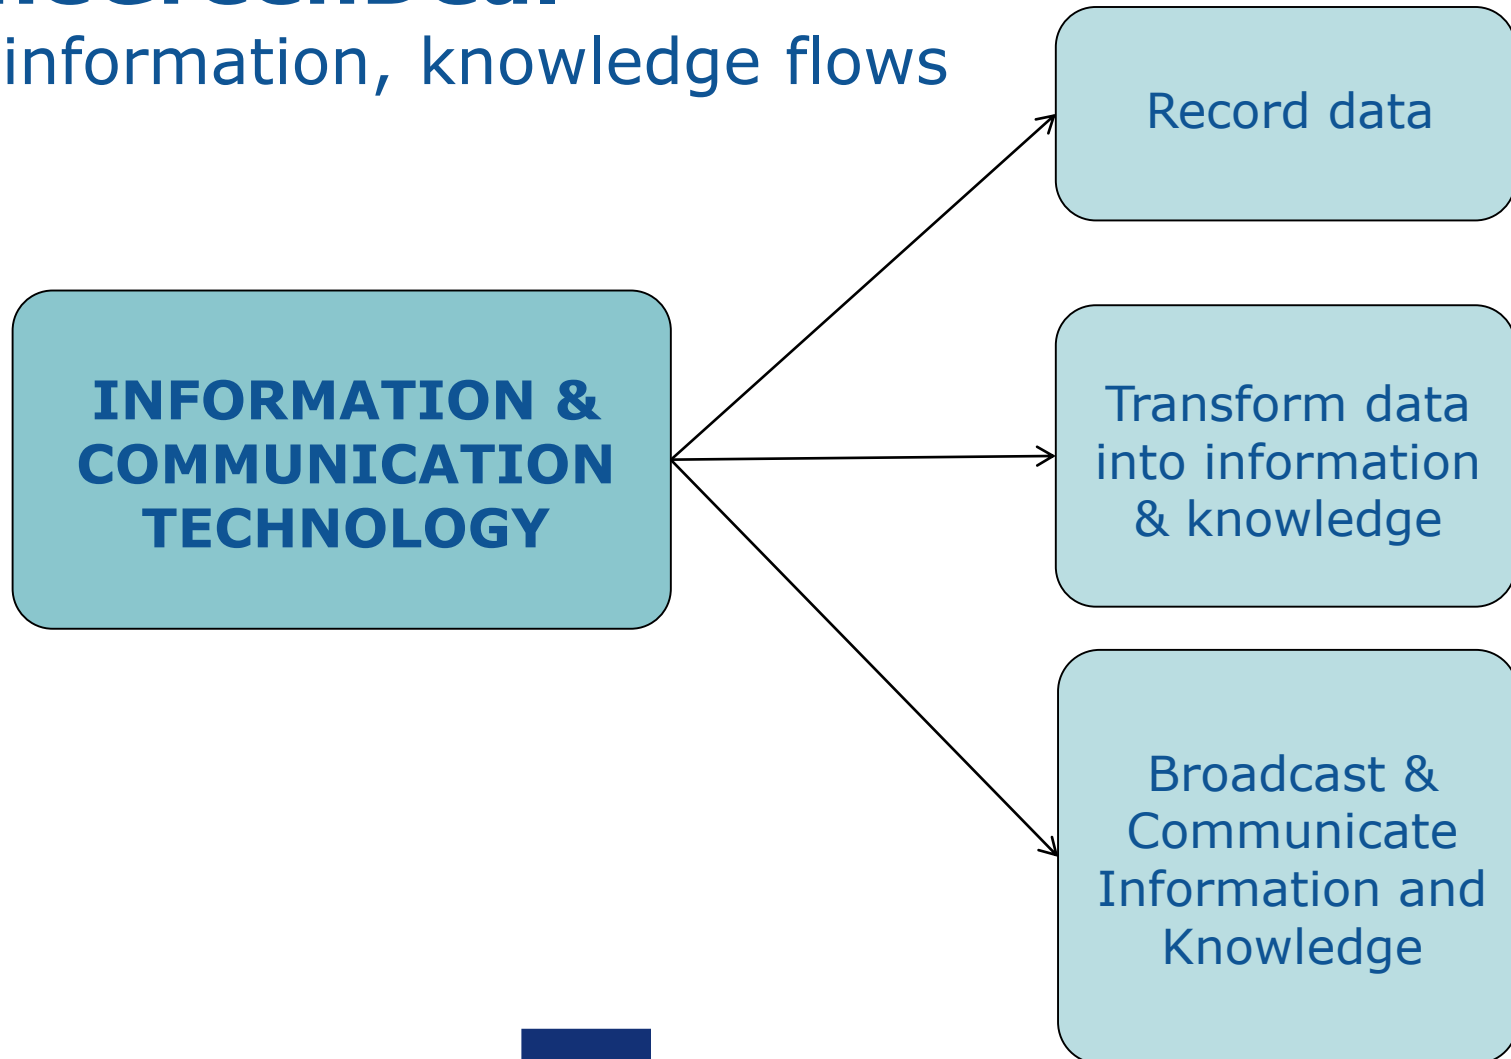 information, knowledge flows
Record data
INFORMATION &
COMMUNICATION
TECHNOLOGY
Transform data
into information
& knowledge
Broadcast &
Communicate
Information and
Knowledge